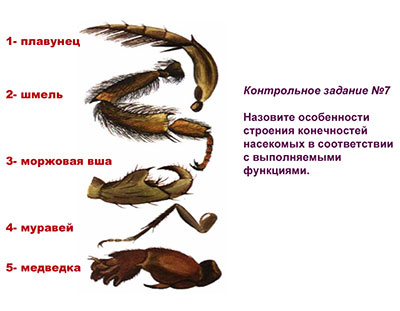 1- плавунец
2- шмель
3- моржовая вша
4- муравей
5- медведка
Контрольное задание №7
Назовите особенности
строения конечностей
насекомых в соответствии
с выполняемыми
функциями.